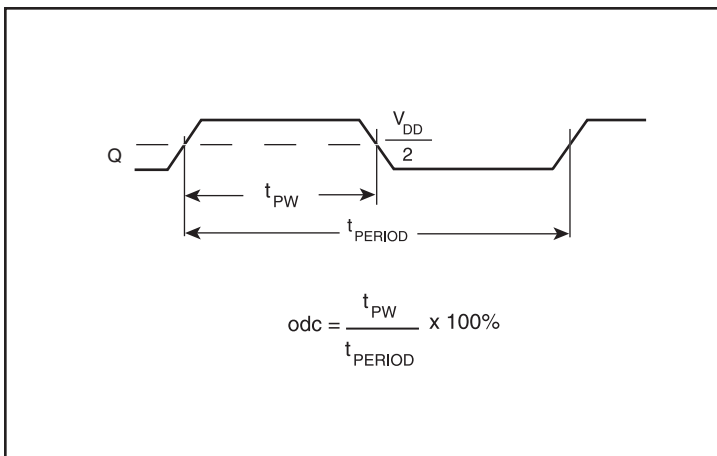 V_DD
Q
2
t_PW
t_PERIOD
odc = t_PW x 100%
t_PERIOD